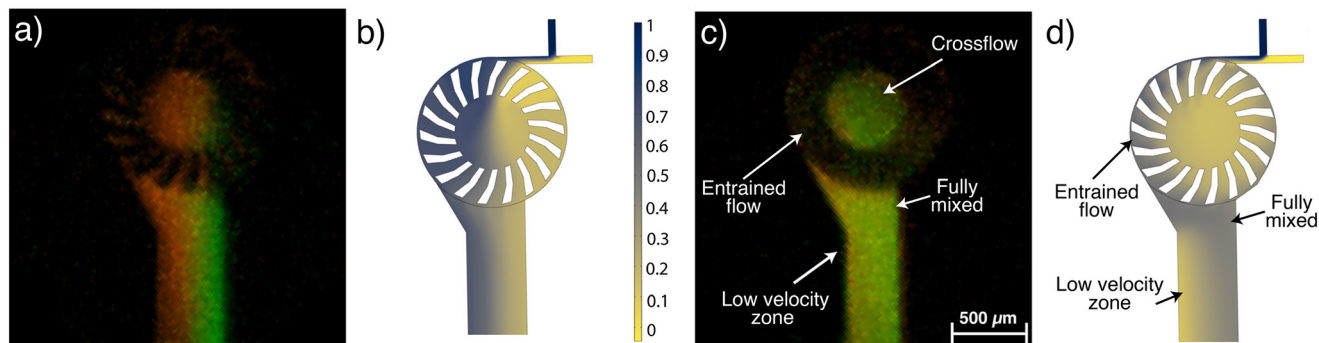 a)
b)
1
0.9
0.8
0.7
0.6
0.5
0.4
0.3
0.2
0.1
0
c)
Crossflow
Entrained
flow
Fully
mixed
Low velocity
zone
500 µm
d)
Entrained
flow
Fully
mixed
Low velocity
zone